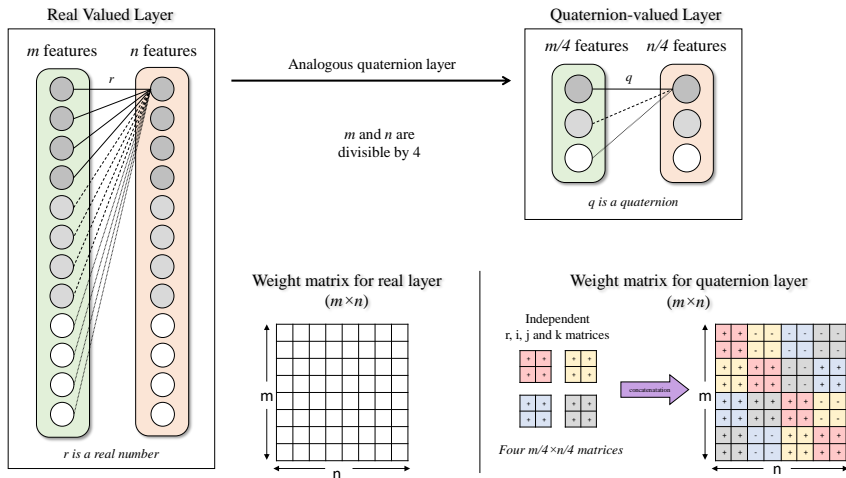 Real Valued Layer
m features
n features
r
r is a real number
Analogous quaternion layer
m and n are
divisible by 4
Quaternion-valued Layer
m/4 features
n/4 features
q
q is a quaternion
Weight matrix for real layer
(m×n)
m
n
Weight matrix for quaternion layer
(m×n)
Independent
r, i, j and k matrices
+ + + +
+ + + +
+ + + +
+ + + +
Four m/4×n/4 matrices
concatenatation
m
+ + - - - - - -
+ + - - - - - -
+ + + + - - + +
+ + + + - - + +
+ + + + + + - -
+ + + + + + - -
+ + - - + + + +
+ + - - + + + +
n